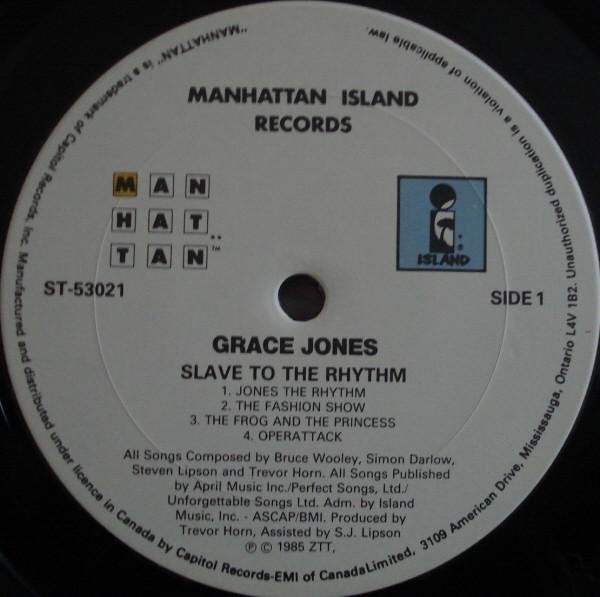 MANHATTAN ISLAND
RECORDS
MAN
HAT
TAN™
ISLAND
ST-53021
SIDE 1
GRACE JONES
SLAVE TO THE RHYTHM
1. JONES THE RHYTHM
2. THE FASHION SHOW
3. THE FROG AND THE PRINCESS
4. OPERATTACK
All Songs Composed by Bruce Wooley, Simon Darlow,
Steven Lipson and Trevor Horn. All Songs Published
by April Music Inc./Perfect Songs, Ltd./
Unforgettable Songs Ltd. Adm. by Island
Music, Inc. - ASCAP/BMI. Produced by
Trevor Horn, Assisted by S.J. Lipson
℗ © 1985 ZTT,
"MANHATTAN" is a trademark of Capitol Records, Inc. Manufactured and distributed under licence in Canada by Capitol Records-EMI of Canada Limited, 3109 American Drive, Mississauga, Ontario L4V 1B2. Unauthorized duplication is a violation of applicable law.